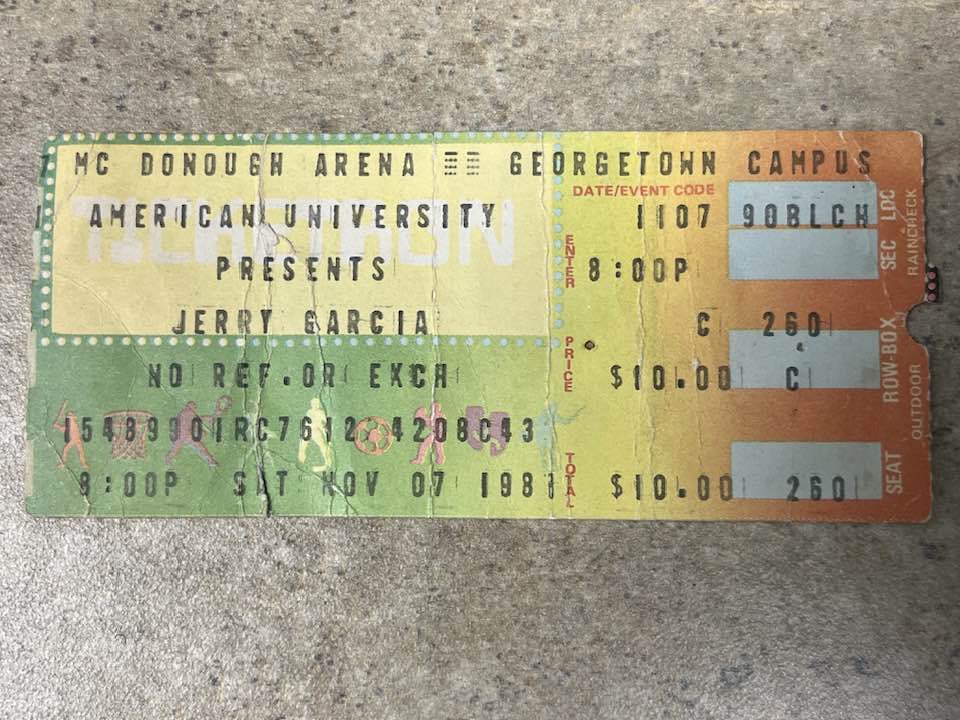 MC DONOUGH ARENA GEORGETOWN CAMPUS
TICKETRON
AMERICAN UNIVERSITY
PRESENTS
JERRY GARCIA
NO REF.OR EXCH
8:00P SAT NOV 07 1981
DATE/EVENT CODE
1107 90BLCH
ENTER
8:00P
C 260
PRICE
$10.00 C
TOTAL
$10.00 260
SEC LDC
ROW-BOX
SEAT
RAINCHECK
OUTDOOR